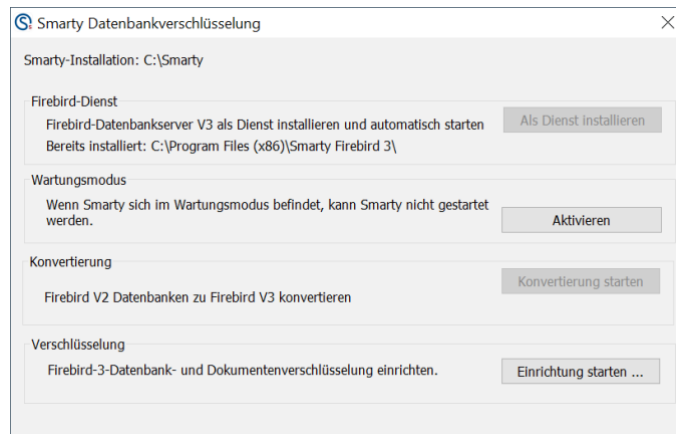 Smarty Datenbankverschlüsselung
Smarty-Installation: C:\Smarty
Firebird-Dienst
Firebird-Datenbankserver V3 als Dienst installieren und automatisch starten
Als Dienst installieren
Bereits installiert: C:\Program Files (x86)\Smarty Firebird 3\
Wartungsmodus
Wenn Smarty sich im Wartungsmodus befindet, kann Smarty nicht gestartet
werden.
Aktivieren
Konvertierung
Konvertierung starten
Firebird V2 Datenbanken zu Firebird V3 konvertieren
Verschlüsselung
Firebird-3-Datenbank- und Dokumentenverschlüsselung einrichten.
Einrichtung starten ...